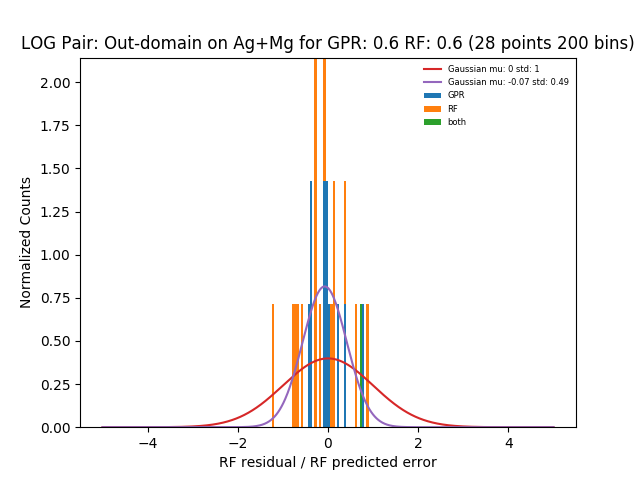 LOG Pair: Out-domain on Ag+Mg for GPR: 0.6 RF: 0.6 (28 points 200 bins)
Gaussian mu: 0 std: 1
Gaussian mu: -0.07 std: 0.49
GPR
RF
both
Normalized Counts
2.00
1.75
1.50
1.25
1.00
0.75
0.50
0.25
0.00
−4
−2
0
2
4
RF residual / RF predicted error